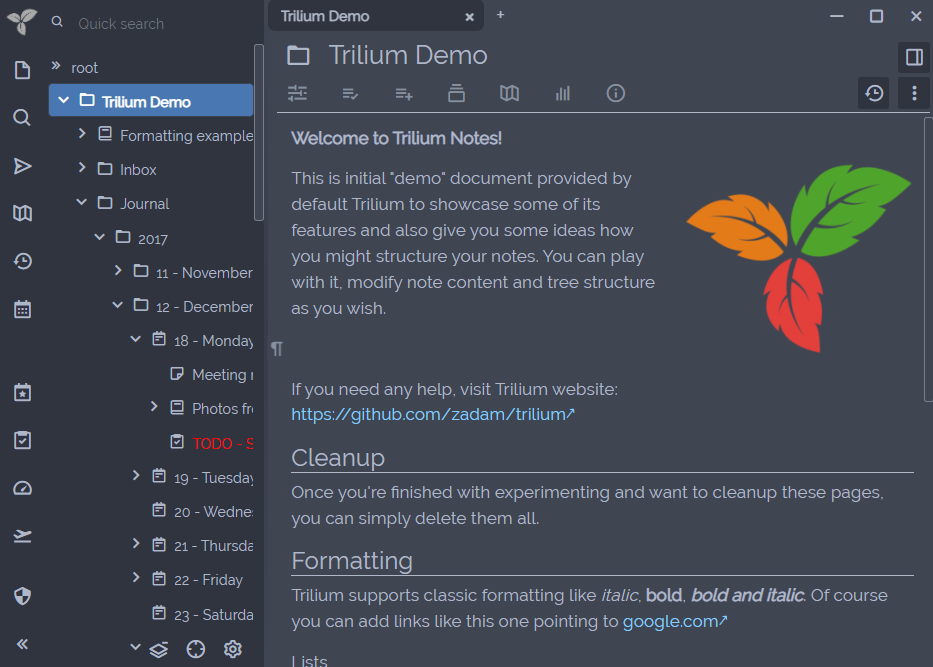 Trilium Demo
Quick search
root
Trilium Demo
Formatting example
Inbox
Journal
2017
11 - November
12 - December
18 - Monday
Meeting
Photos
TODO - S
19 - Tuesday
20 - Wednes
21 - Thursda
22 - Friday
23 - Saturda
Trilium Demo
Welcome to Trilium Notes!
This is initial "demo" document provided by
default Trilium to showcase some of its
features and also give you some ideas how
you might structure your notes. You can play
with it, modify note content and tree structure
as you wish.
If you need any help, visit Trilium website:
https://github.com/zadam/trilium
Cleanup
Once you're finished with experimenting and want to cleanup these pages,
you can simply delete them all.
Formatting
Trilium supports classic formatting like italic, bold, bold and italic. Of course
you can add links like this one pointing to google.com
Lists